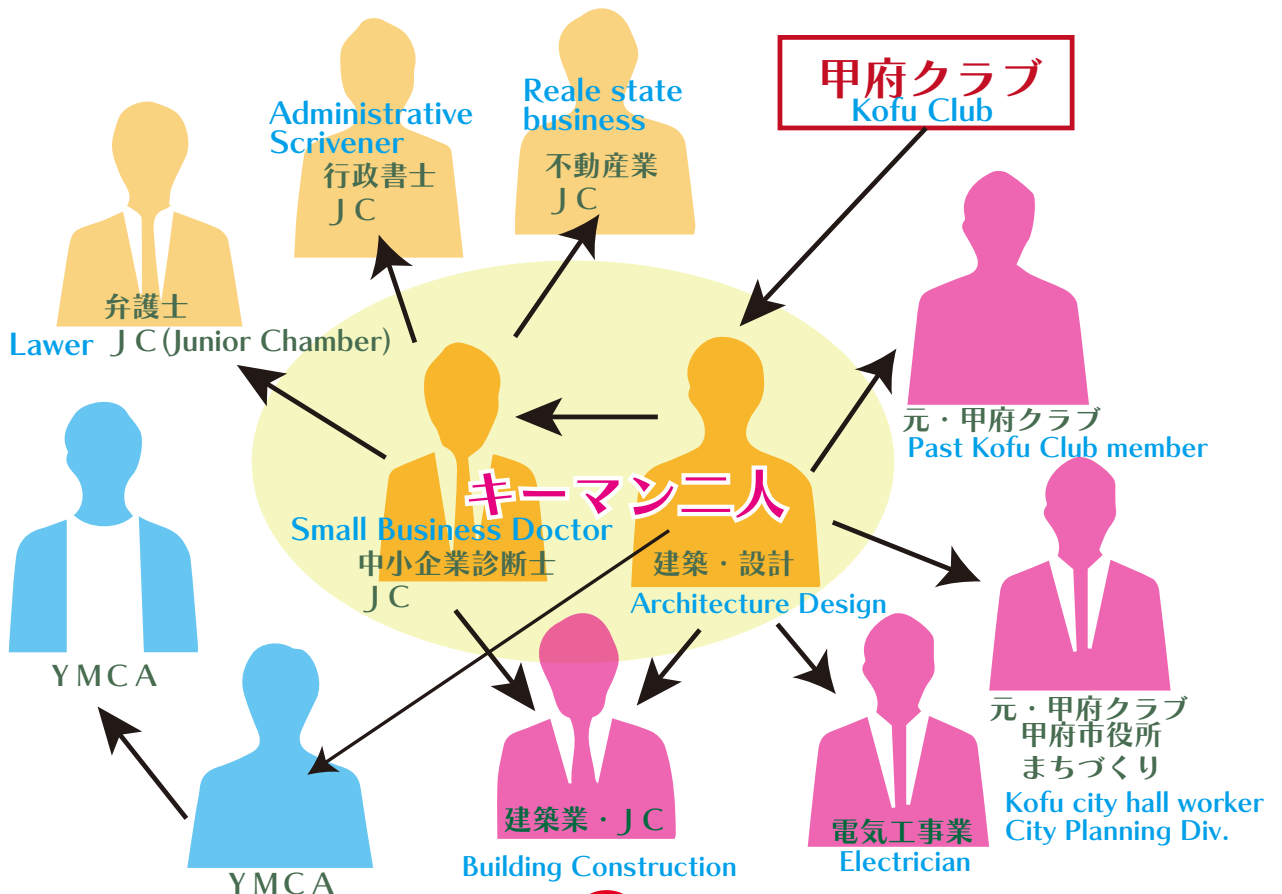 甲府クラブ
Kofu Club
Administrative
Scrivener
行政書士
ＪＣ
Reale state
business
不動産業
ＪＣ
弁護士
Lawer ＪＣ(Junior Chamber)
元・甲府クラブ
Past Kofu Club member
キーマン二人
Small Business Doctor
中小企業診断士
ＪＣ
建築・設計
Architecture Design
ＹＭＣＡ
元・甲府クラブ
甲府市役所
まちづくり
Kofu city hall worker
City Planning Div.
建築業・ＪＣ
Building Construction
電気工事業
Electrician
ＹＭＣＡ